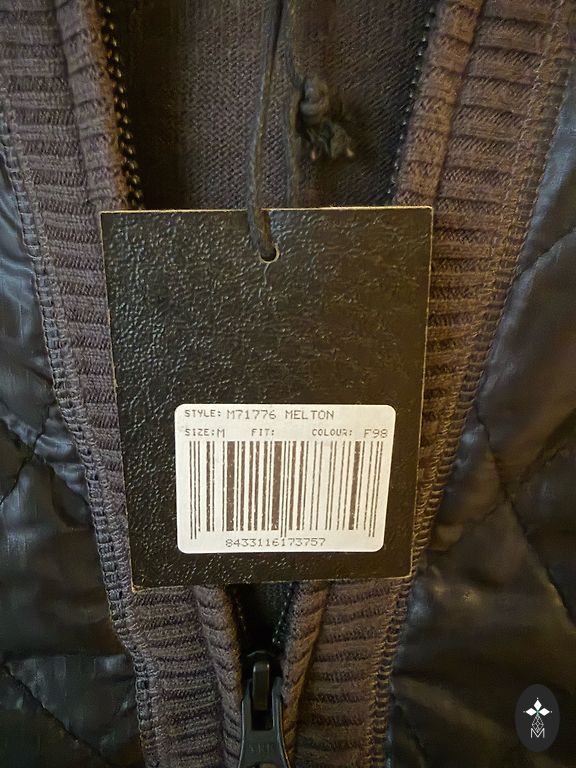 STYLE: M71776 MELTON
SIZE:M FIT: COLOUR: F98
8433116173757
M